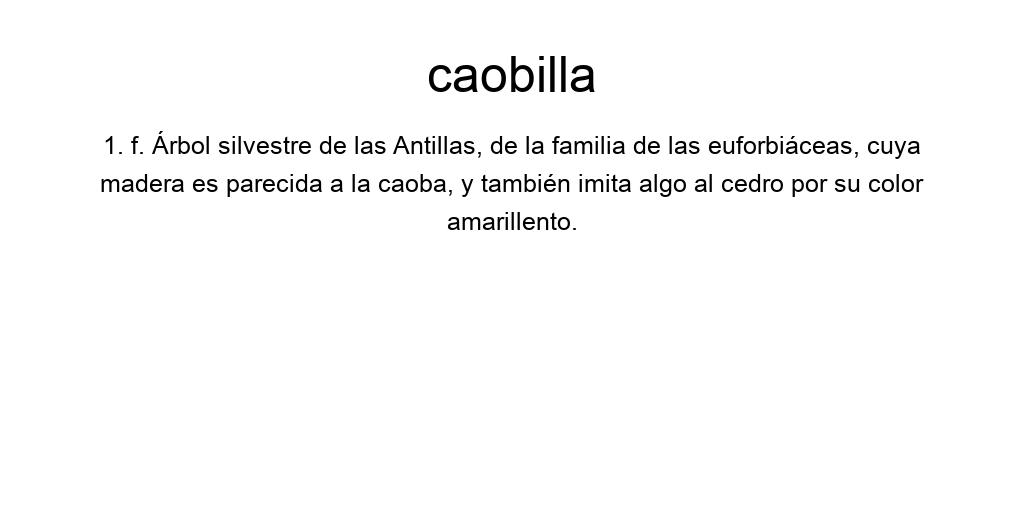 caobilla
1. f. Árbol silvestre de las Antillas, de la familia de las euforbiáceas, cuya
madera es parecida a la caoba, y también imita algo al cedro por su color
amarillento.